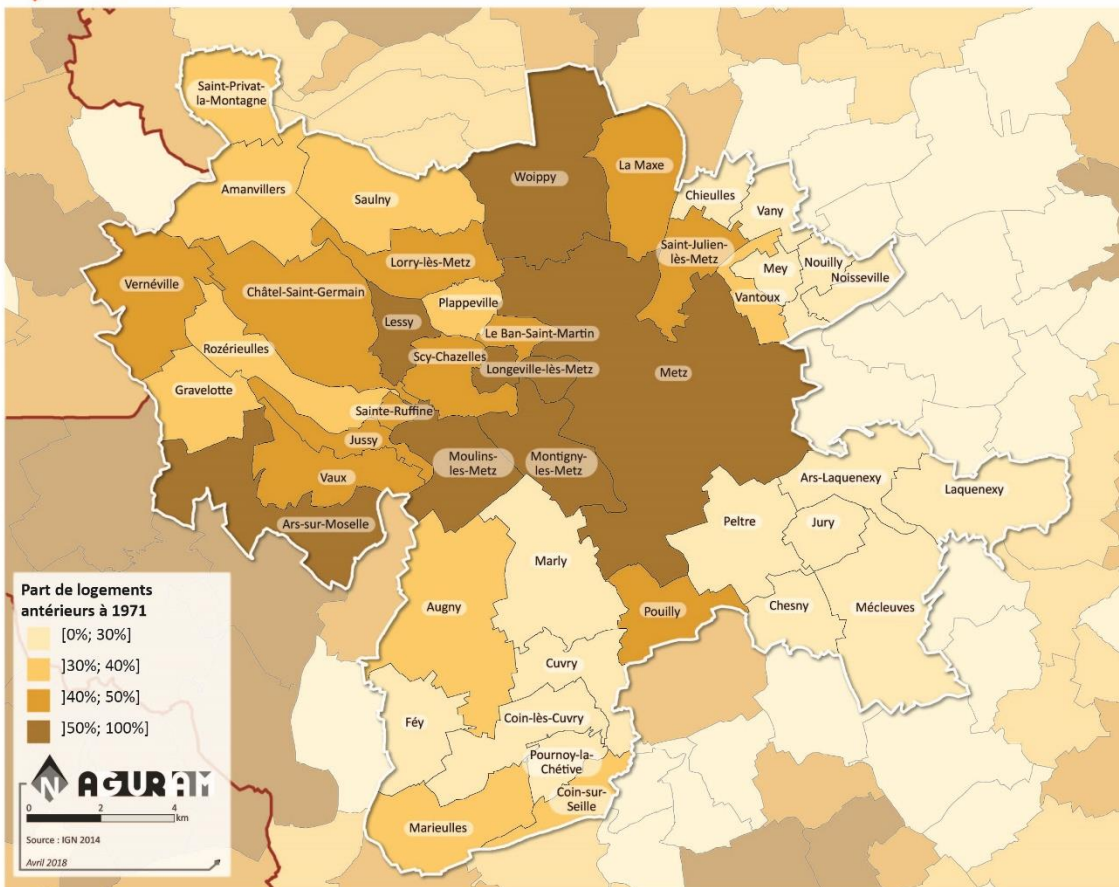 Saint-Privat-
la-Montagne
Woippy
La Maxe
Amanvillers
Saulny
Chieulles
Vany
Saint-Julien-
lès-Metz
Lorry-lès-Metz
Mey
Nouilly
Noisseville
Vernéville
Châtel-Saint-Germain
Plappeville
Vantoux
Lessy
Le Ban-Saint-Martin
Rozérieulles
Scy-Chazelles
Longeville-lès-Metz
Metz
Gravelotte
Sainte-Ruffine
Jussy
Moulins-
les-Metz
Montigny-
les-Metz
Vaux
Ars-Laquenexy
Laquenexy
Ars-sur-Moselle
Peltre
Jury
Marly
Augny
Pouilly
Chesny
Mécleuves
Cuvry
Féy
Coin-lès-Cuvry
Pournoy-la-
Chétive
Coin-sur-
Seille
Marieulles
Part de logements
antérieurs à 1971
[0%; 30%]
]30%; 40%]
]40%; 50%]
]50%; 100%]
N AGURAM
0 2 4
km
Source : IGN 2014
Avril 2018